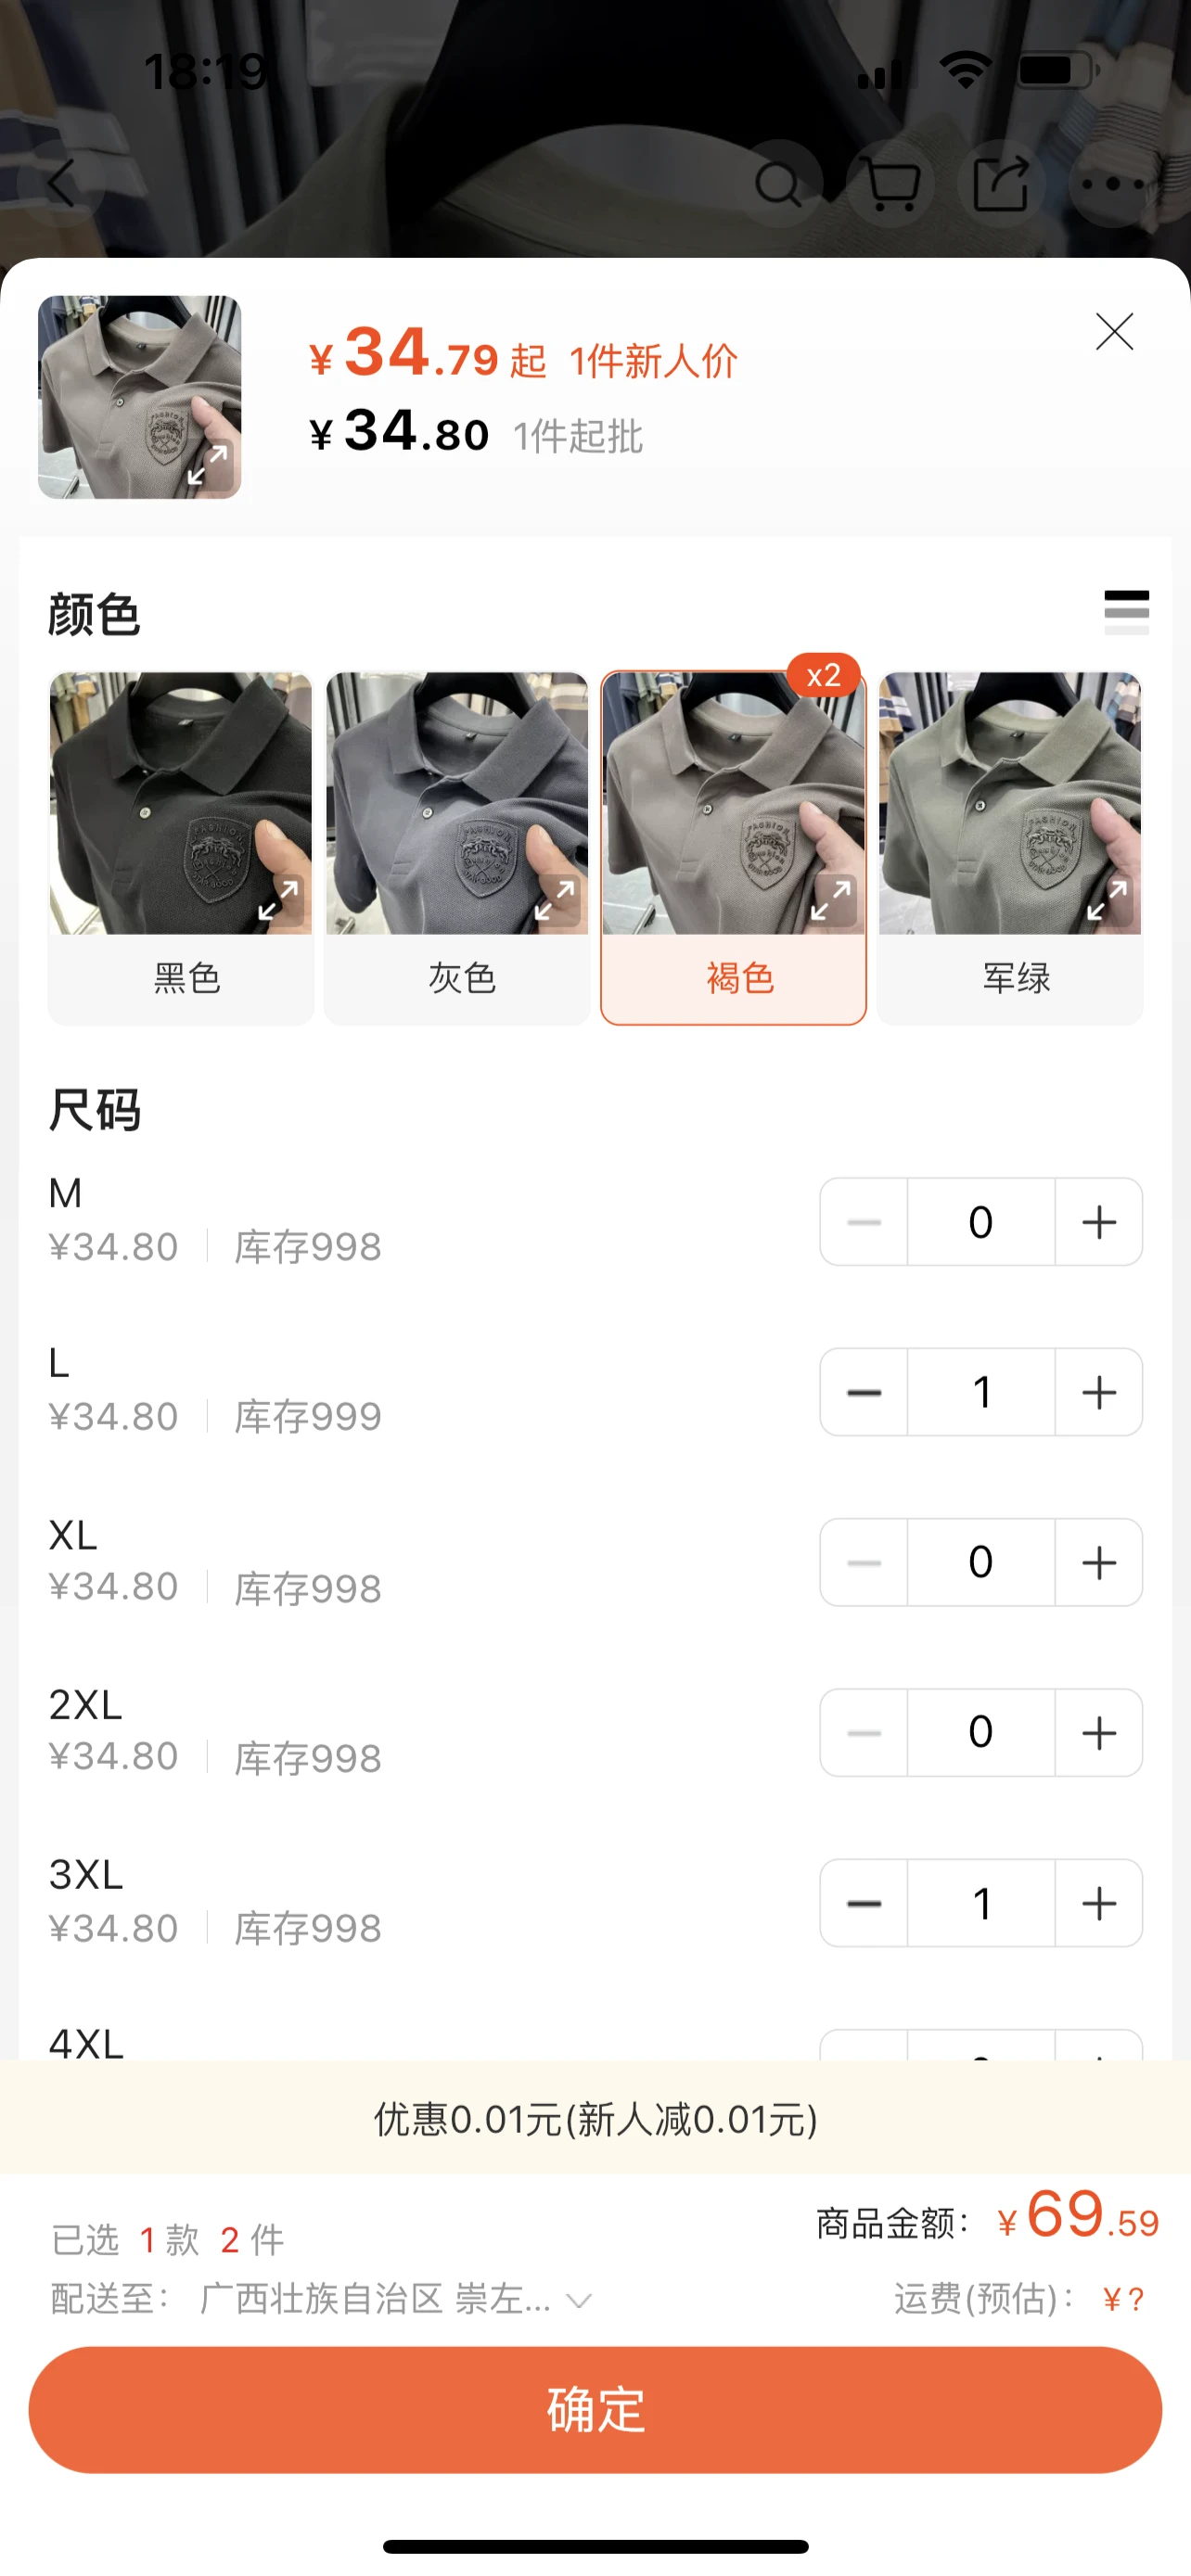 18:19
¥34.79起 1件新人价
¥34.80 1件起批
颜色
x2
FASHION
FASHION
FASHION
FASHION
黑色 灰色 褐色 军绿
尺码
M
¥34.80 库存998
0
L
¥34.80 库存999
1
XL
¥34.80 库存998
0
2XL
¥34.80 库存998
0
3XL
¥34.80 库存998
1
4XL
优惠0.01元(新人减0.01元)
已选 1 款 2 件
商品金额: ¥69.59
配送至: 广西壮族自治区 崇左...
运费(预估): ¥?
确定